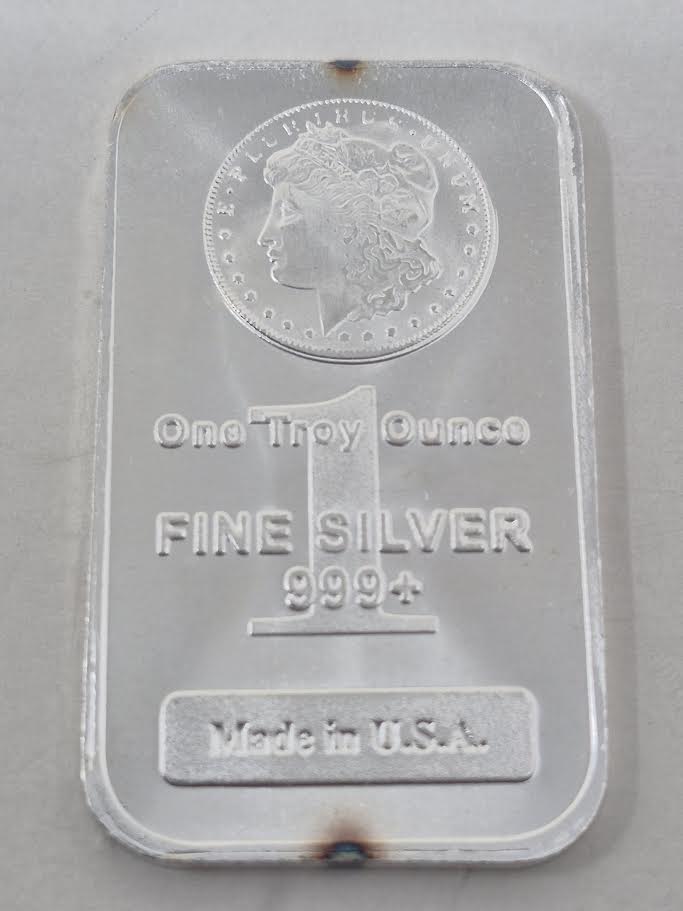 E·PLURIBUS·UNUM
1
One Troy Ounce
FINE SILVER
999+
Made in U.S.A.